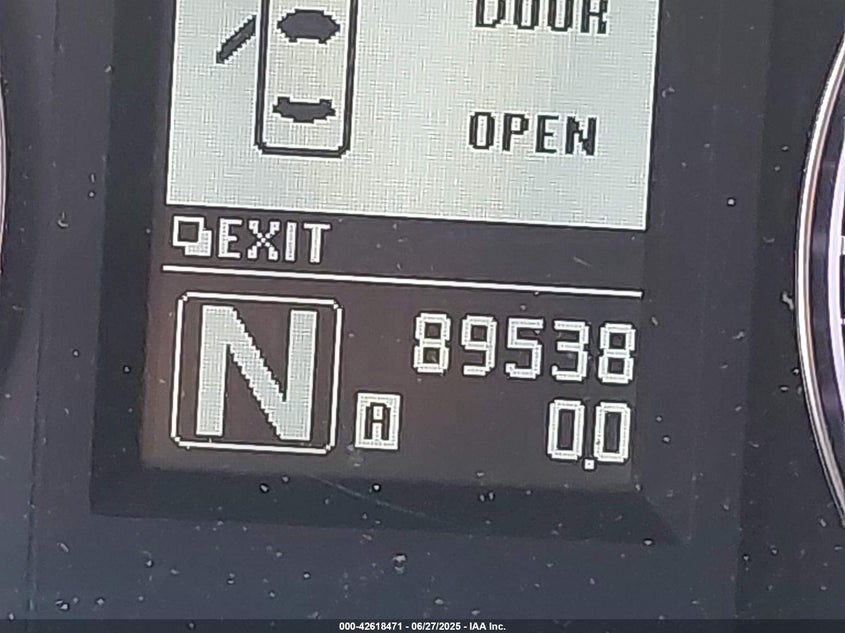 DOOR
OPEN
EXIT
N
89538
A
0.0
000-42618471 - 06/27/2025 - IAA Inc.